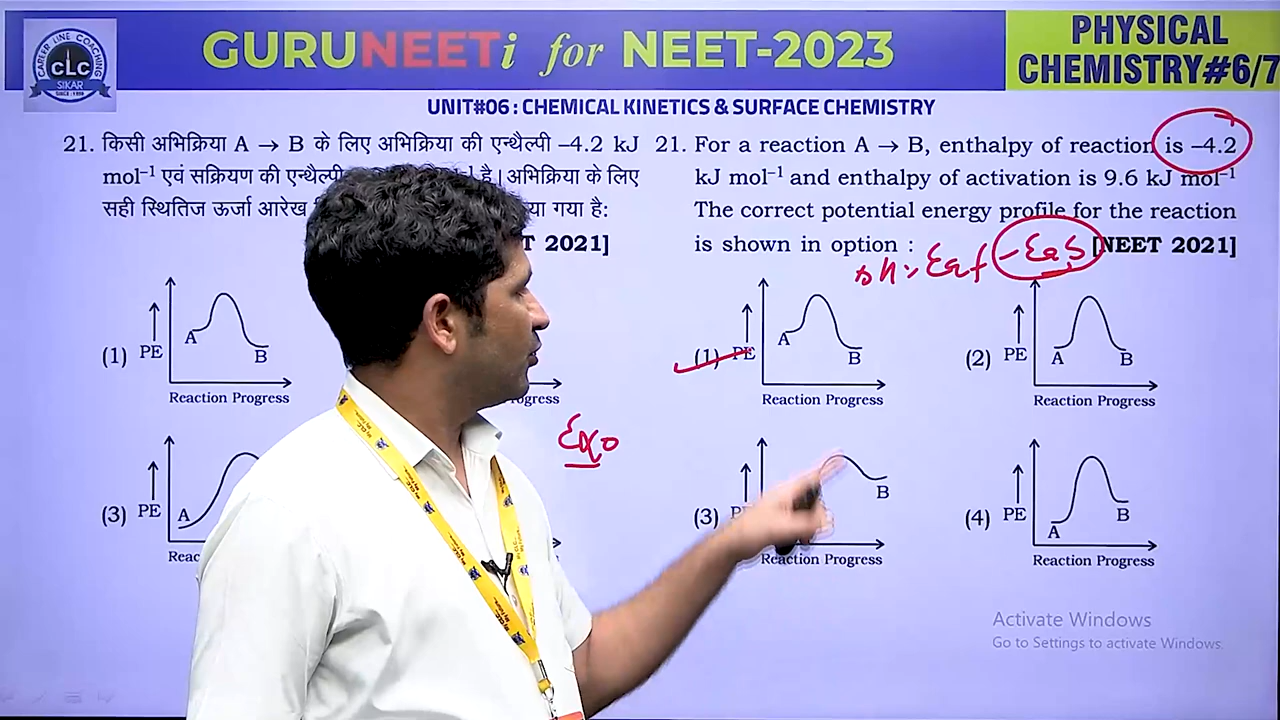 CAREER LINE COACHING
CLC
SIKAR
SINCE : 1996
GURUNEETi for NEET-2023
PHYSICAL
CHEMISTRY#6/7
UNIT#06 : CHEMICAL KINETICS & SURFACE CHEMISTRY
21. किसी अभिक्रिया A → B के लिए अभिक्रिया की एन्थैल्पी –4.2 kJ
mol⁻¹ एवं सक्रियण की एन्थैल्पी है। अभिक्रिया के लिए
सही स्थितिज ऊर्जा आरेख या गया है:
2021]
(1) PE A B
Reaction Progress
(3) PE A
21. For a reaction A → B, enthalpy of reaction is –4.2
kJ mol⁻¹ and enthalpy of activation is 9.6 kJ mol⁻¹
The correct potential energy profile for the reaction
is shown in option : [NEET 2021]
(1) PE A B
Reaction Progress
(2) PE A B
Reaction Progress
Exo
(3) B
Reaction Progress
(4) PE A B
Reaction Progress
Activate Windows
Go to Settings to activate Windows.